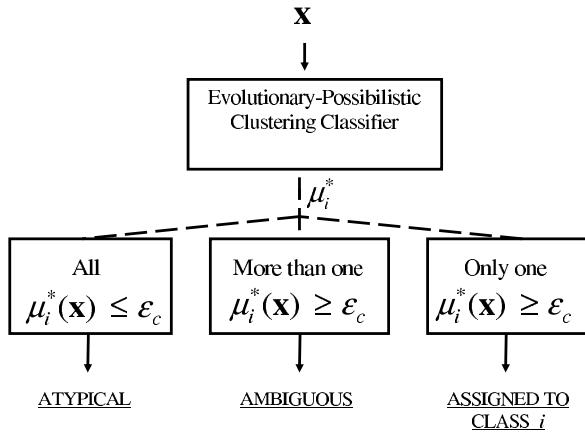 x
Evolutionary-Possibilistic
Clustering Classifier
μ*i
All
μ*i(x) ≤ εc
More than one
μ*i(x) ≥ εc
Only one
μ*i(x) ≥ εc
ATYPICAL
AMBIGUOUS
ASSIGNED TO
CLASS i